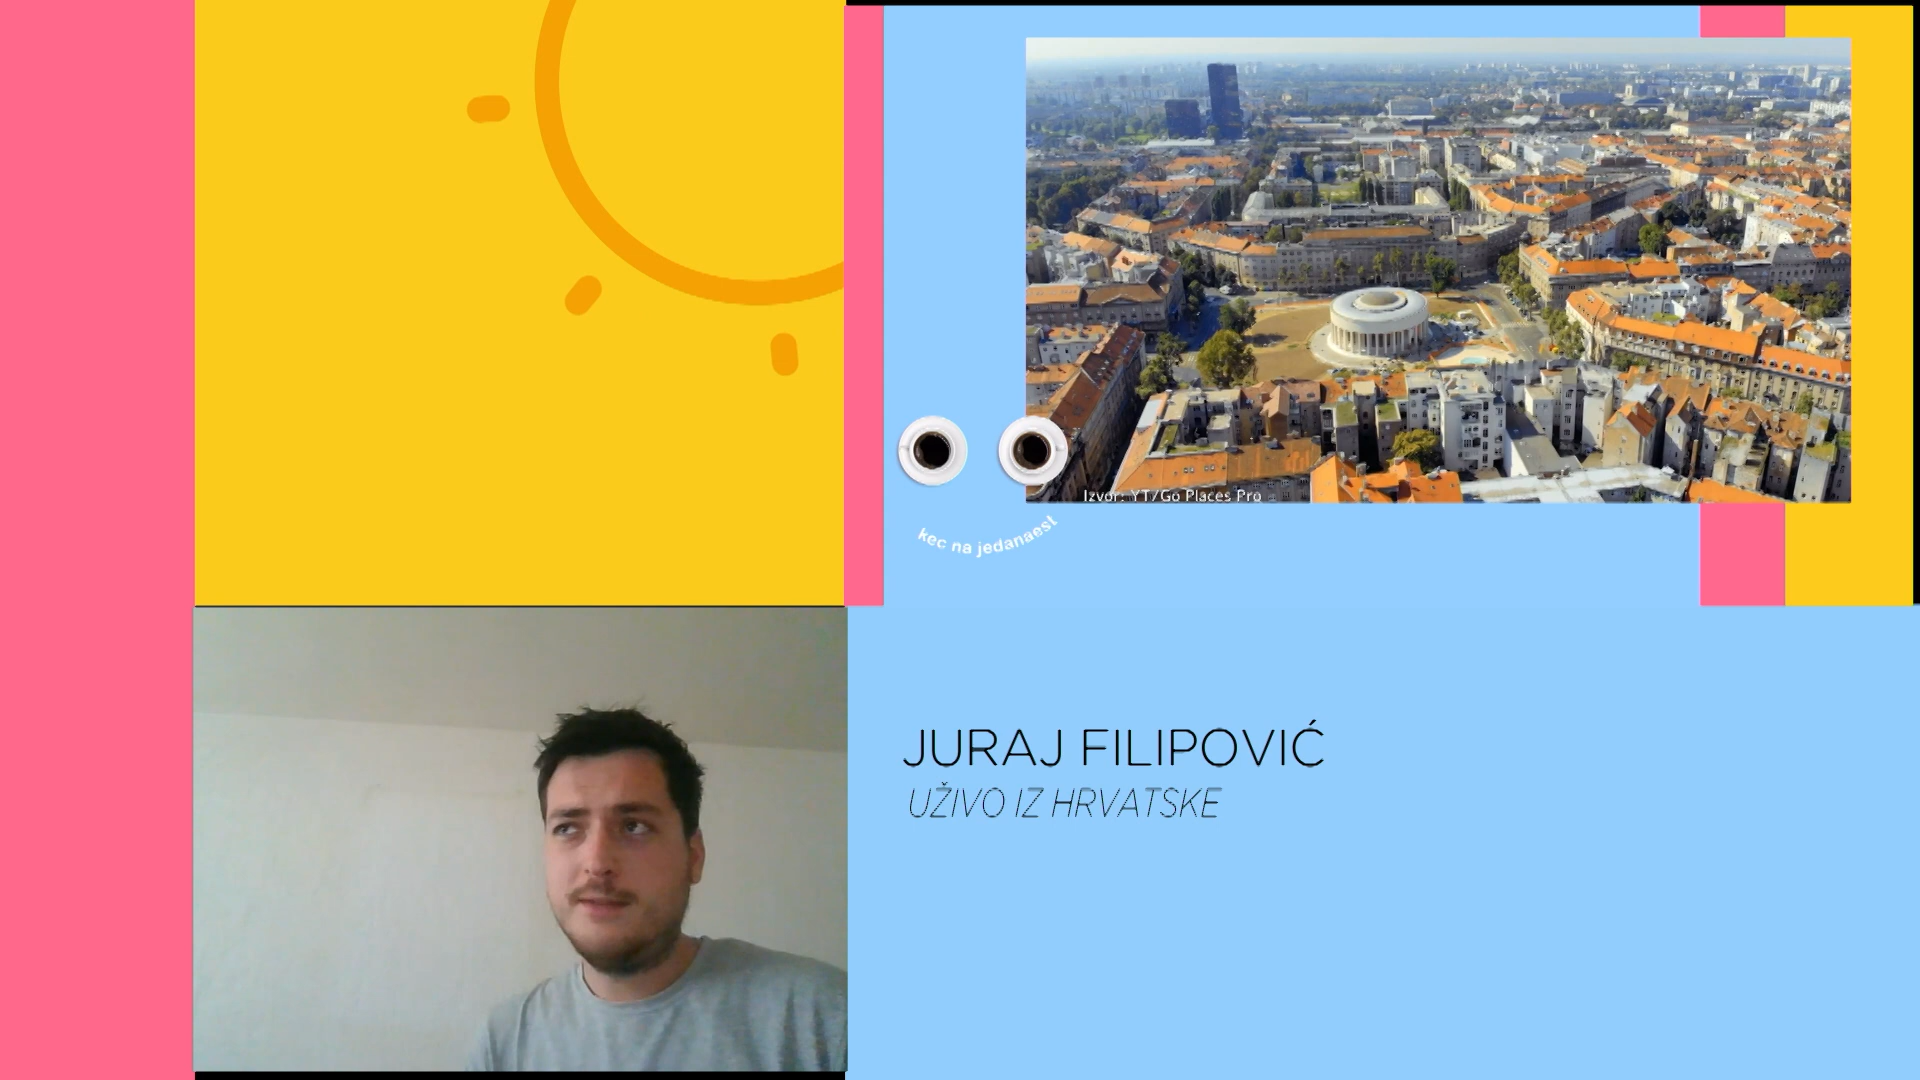 Izvor: YT/Go Places Pro
kec na jedanaest
JURAJ FILIPOVIĆ
UŽIVO IZ HRVATSKE